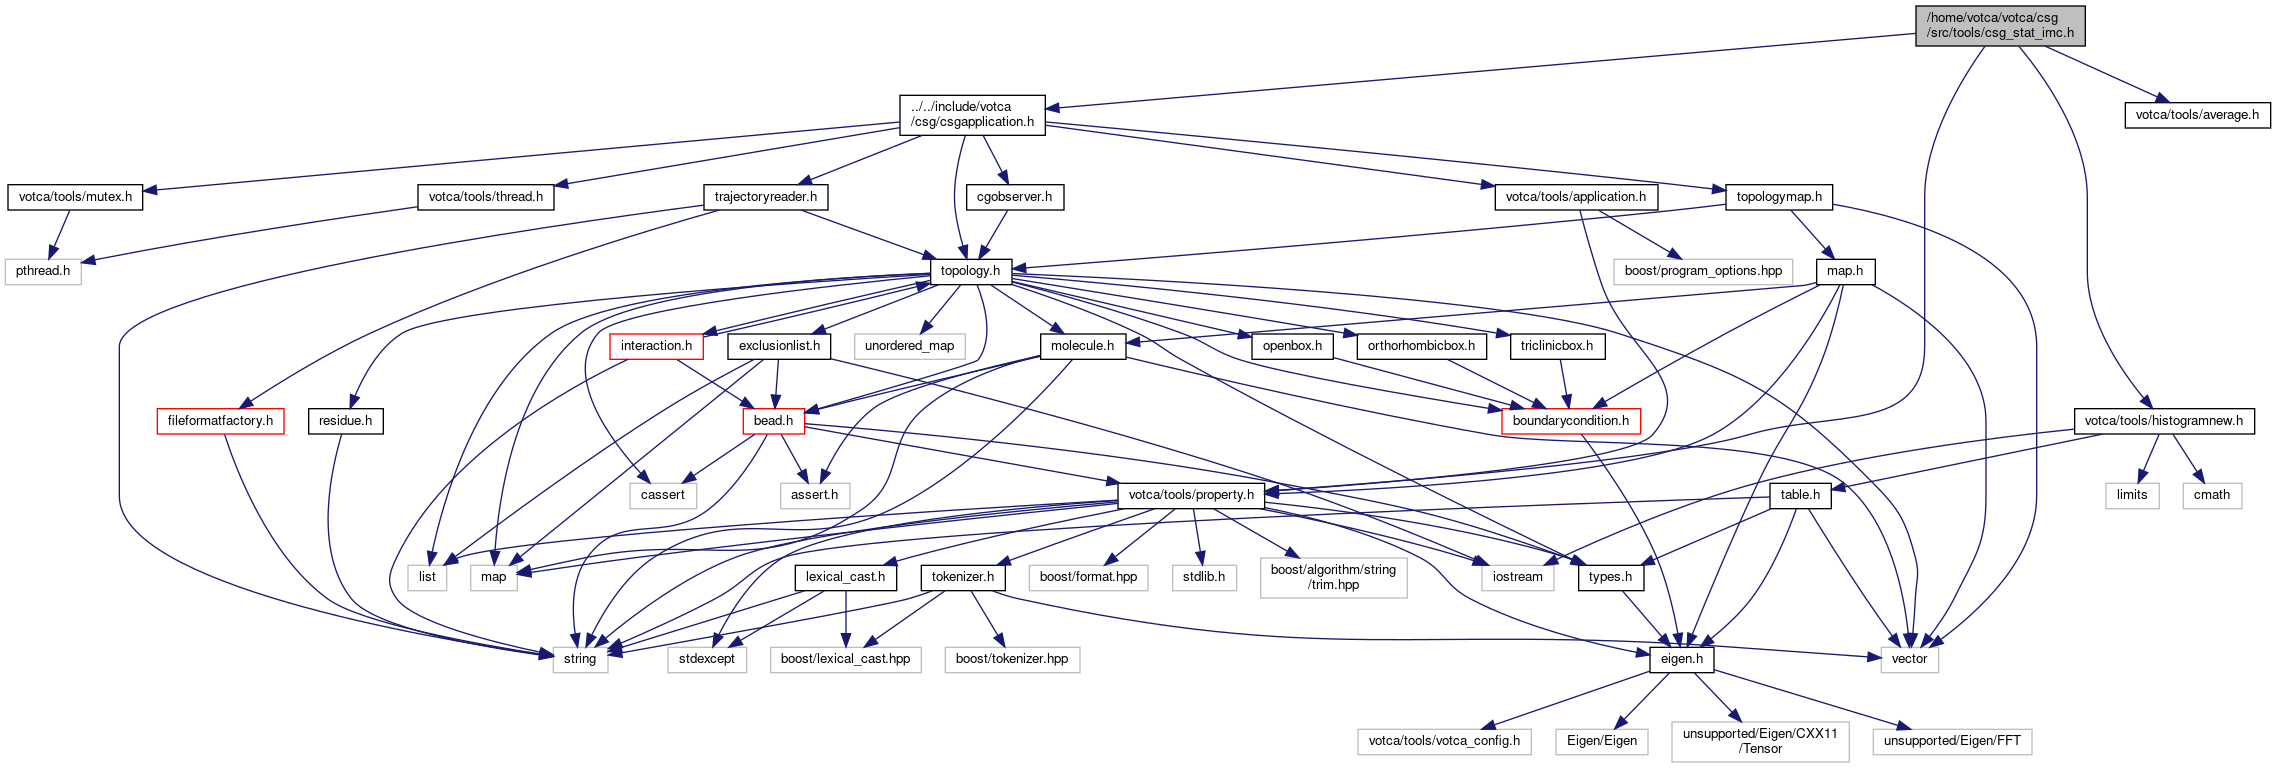 /home/votca/votca/csg
/src/tools/csg_stat_imc.h
../../include/votca
/csg/csgapplication.h
votca/tools/average.h
votca/tools/mutex.h
votca/tools/thread.h
trajectoryreader.h
cgobserver.h
votca/tools/application.h
topologymap.h
pthread.h
topology.h
boost/program_options.hpp
map.h
interaction.h
exclusionlist.h
unordered_map
molecule.h
openbox.h
orthorhombicbox.h
triclinicbox.h
fileformatfactory.h
residue.h
bead.h
boundarycondition.h
votca/tools/histogramnew.h
cassert
assert.h
votca/tools/property.h
table.h
limits
cmath
list
map
lexical_cast.h
tokenizer.h
boost/format.hpp
stdlib.h
boost/algorithm/string
/trim.hpp
iostream
types.h
string
stdexcept
boost/lexical_cast.hpp
boost/tokenizer.hpp
eigen.h
vector
votca/tools/votca_config.h
Eigen/Eigen
unsupported/Eigen/CXX11
/Tensor
unsupported/Eigen/FFT